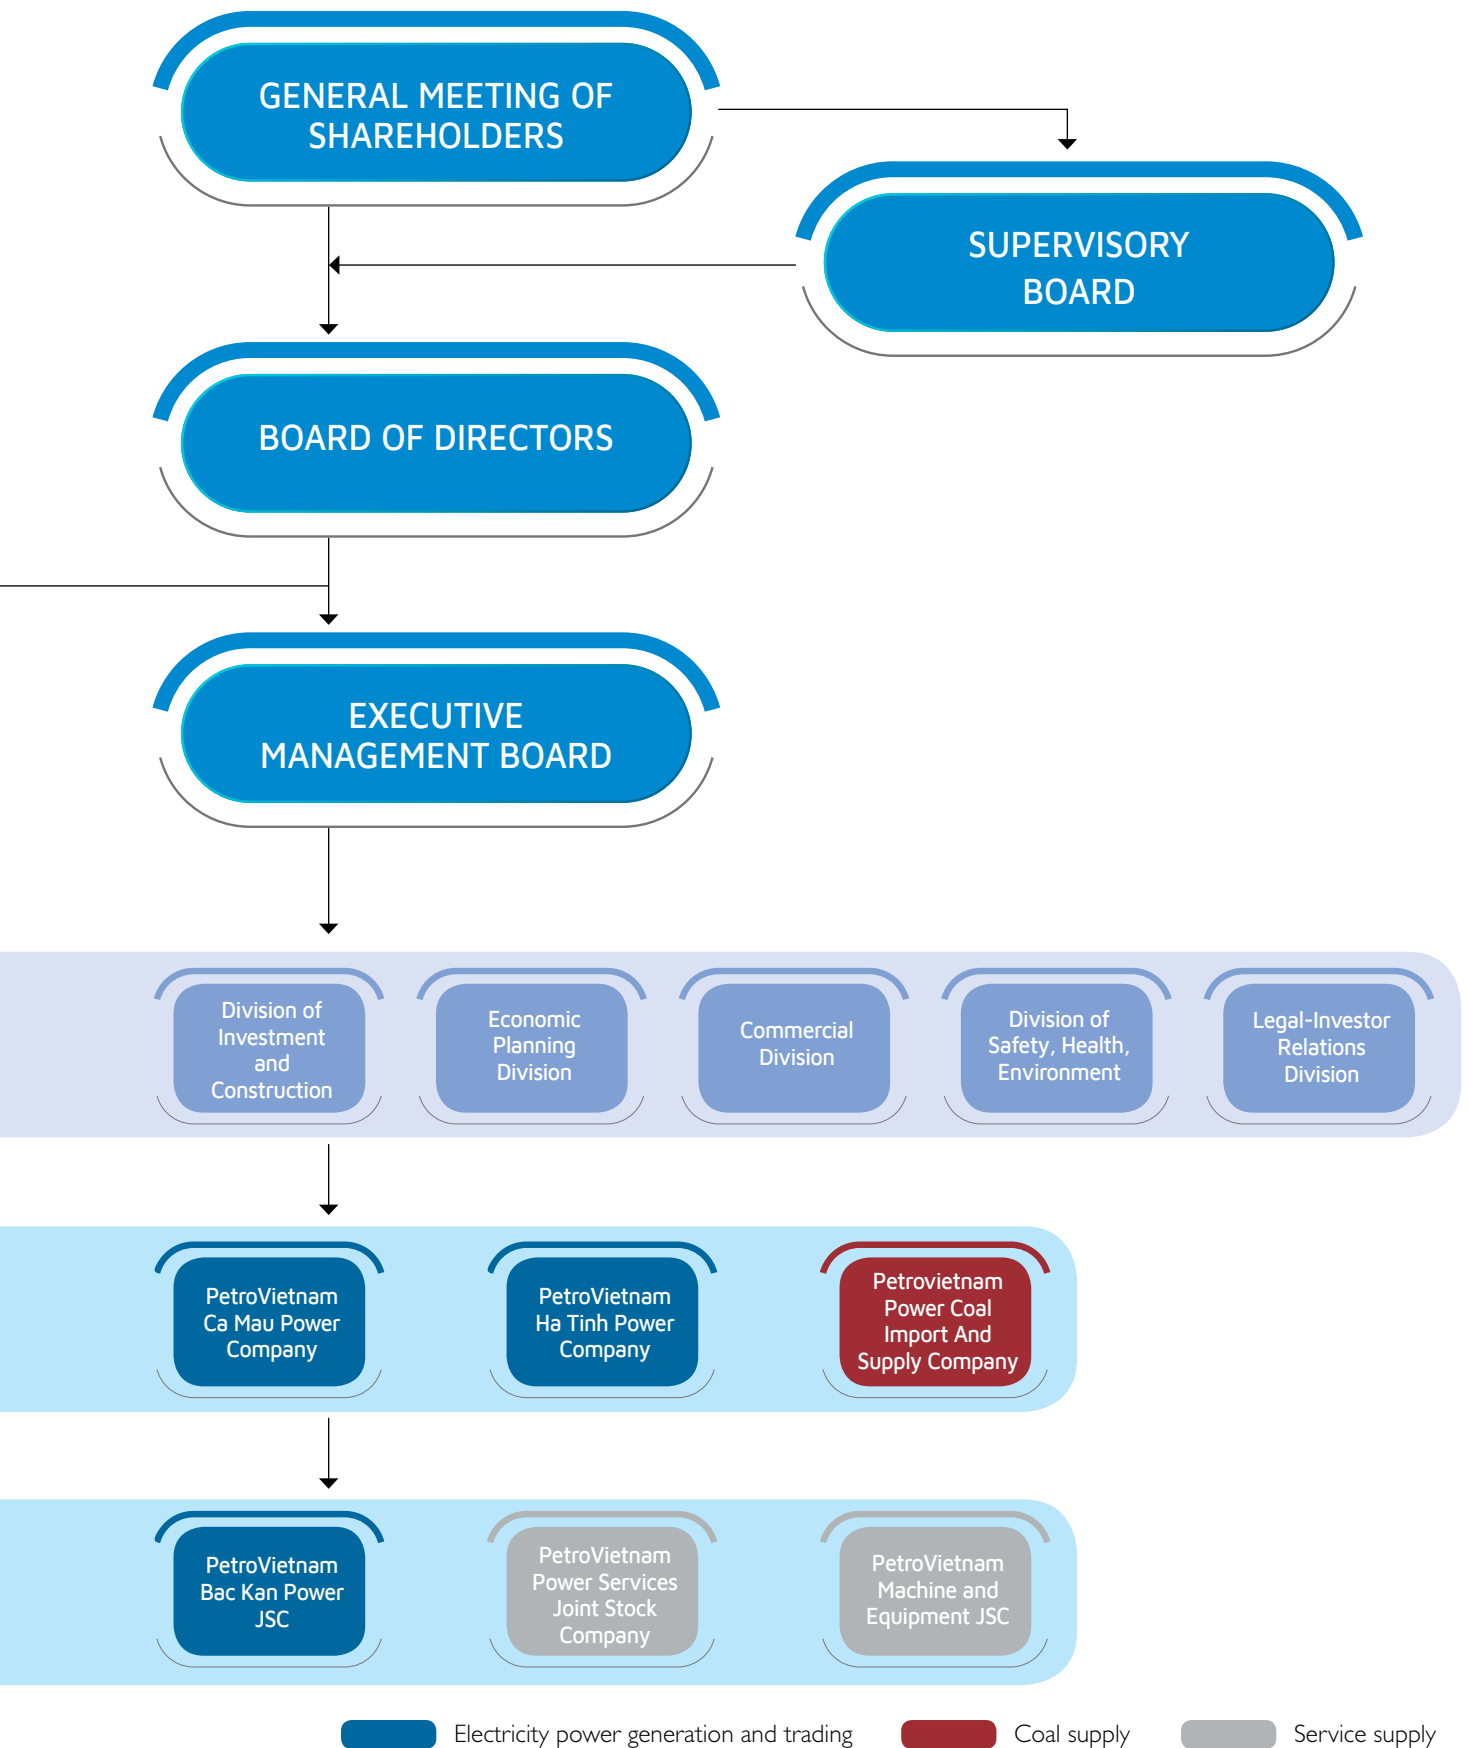 GENERAL MEETING OF
SHAREHOLDERS
SUPERVISORY
BOARD
BOARD OF DIRECTORS
EXECUTIVE
MANAGEMENT BOARD
Division of
Investment
and
Construction
Economic
Planning
Division
Commercial
Division
Division of
Safety, Health,
Environment
Legal-Investor
Relations
Division
PetroVietnam
Ca Mau Power
Company
PetroVietnam
Ha Tinh Power
Company
Petrovietnam
Power Coal
Import And
Supply Company
PetroVietnam
Bac Kan Power
JSC
PetroVietnam
Power Services
Joint Stock
Company
PetroVietnam
Machine and
Equipment JSC
Electricity power generation and trading
Coal supply
Service supply